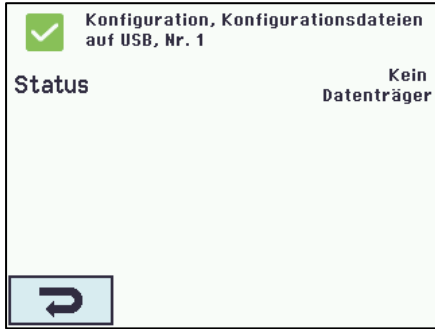 Konfiguration, Konfigurationsdateien
auf USB, Nr. 1
Status
Kein
Datenträger